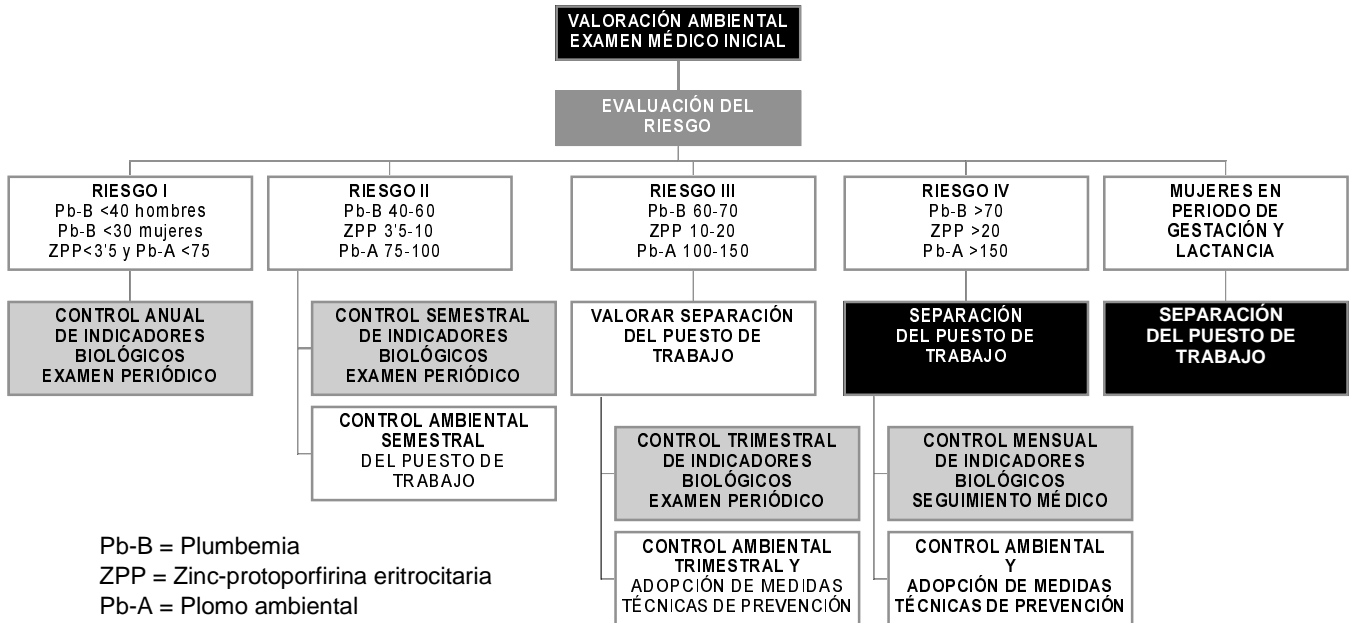 VALORACIÓN AMBIENTAL
EXAMEN MÉDICO INICIAL
EVALUACIÓN DEL
RIESGO
RIESGO I
Pb-B <40 hombres
Pb-B <30 mujeres
ZPP<3'5 y Pb-A <75
RIESGO II
Pb-B 40-60
ZPP 3'5-10
Pb-A 75-100
RIESGO III
Pb-B 60-70
ZPP 10-20
Pb-A 100-150
RIESGO IV
Pb-B >70
ZPP >20
Pb-A >150
MUJERES EN
PERIODO DE
GESTACIÓN Y
LACTANCIA
CONTROL ANUAL
DE INDICADORES
BIOLÓGICOS
EXAMEN PERIÓDICO
CONTROL SEMESTRAL
DE INDICADORES
BIOLÓGICOS
EXAMEN PERIÓDICO
VALORAR SEPARACIÓN
DEL PUESTO DE
TRABAJO
SEPARACIÓN
DEL PUESTO DE
TRABAJO
SEPARACIÓN
DEL PUESTO DE
TRABAJO
CONTROL AMBIENTAL
SEMESTRAL
DEL PUESTO DE
TRABAJO
CONTROL TRIMESTRAL
DE INDICADORES
BIOLÓGICOS
EXAMEN PERIÓDICO
CONTROL MENSUAL
DE INDICADORES
BIOLÓGICOS
SEGUIMIENTO MÉDICO
CONTROL AMBIENTAL
TRIMESTRAL Y
ADOPCIÓN DE MEDIDAS
TÉCNICAS DE PREVENCIÓN
CONTROL AMBIENTAL
Y
ADOPCIÓN DE MEDIDAS
TÉCNICAS DE PREVENCIÓN
Pb-B = Plumbemia
ZPP = Zinc-protoporfirina eritrocitaria
Pb-A = Plomo ambiental